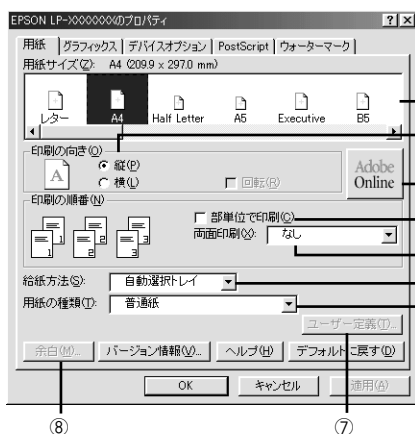 EPSON LP-XXXXXXXのプロパティ
用紙 グラフィックス デバイスオプション PostScript ウォーターマーク
用紙サイズ(Z): A4 (209.9 x 297.0 mm)
レター A4 Half Letter A5 Executive B5
印刷の向き(O)
A 縦(P)
横(L) 回転(R)
Adobe
Online
印刷の順番(N)
1 1 2 2 3 3
部単位で印刷(C)
両面印刷(X): なし
給紙方法(S): 自動選択トレイ
用紙の種類(T): 普通紙
ユーザー定義(I)...
余白(M)... バージョン情報(V)... ヘルプ(H) デフォルトに戻す(D)
OK キャンセル 適用(A)
⑧ ⑦